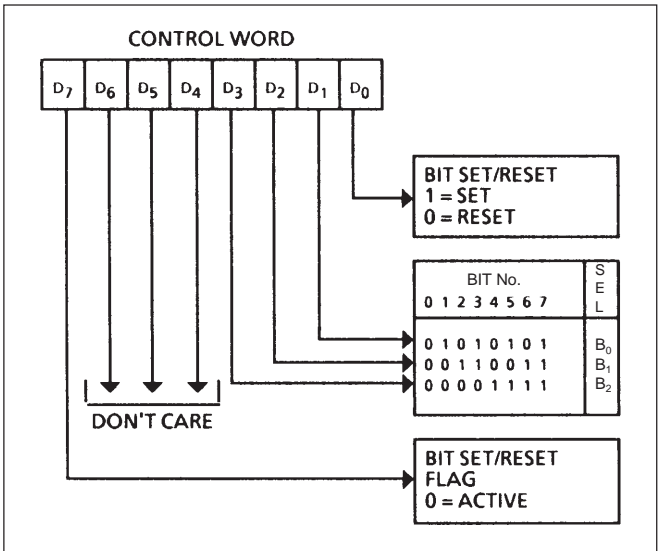 CONTROL WORD
D7 D6 D5 D4 D3 D2 D1 D0
BIT SET/RESET
1 = SET
0 = RESET
BIT No.
0 1 2 3 4 5 6 7
S
E
L
0 1 0 1 0 1 0 1 B0
0 0 1 1 0 0 1 1 B1
0 0 0 0 1 1 1 1 B2
DON'T CARE
BIT SET/RESET
FLAG
0 = ACTIVE